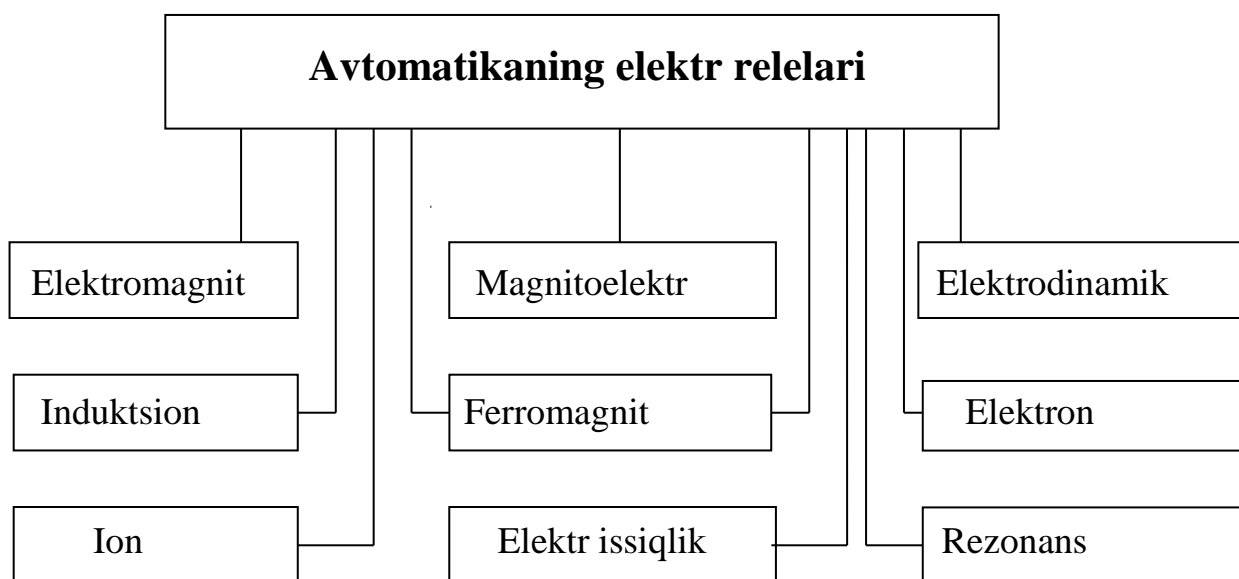 Avtomatikaning elektr relelari
Elektromagnit
Magnitoelektr
Elektrodinamik
Induktsion
Ferromagnit
Elektron
Ion
Elektr issiqlik
Rezonans